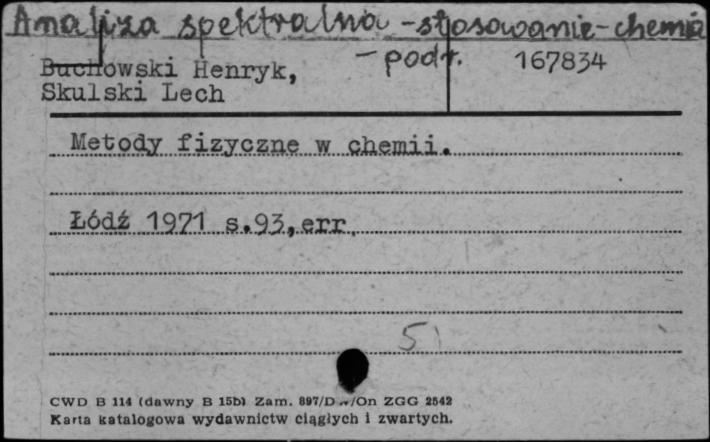 Analiza spektralna - stosowanie - chemia
- podr. 167834
Buchowski Henryk,
Skulski Lech
Metody fizyczne w chemii.
Łódź 1971 s.93,err.
51
CWD B 114 (dawny B 15b) Zam. 897/D /On ZGG 2542
Karta katalogowa wydawnictw ciągłych i zwartych.